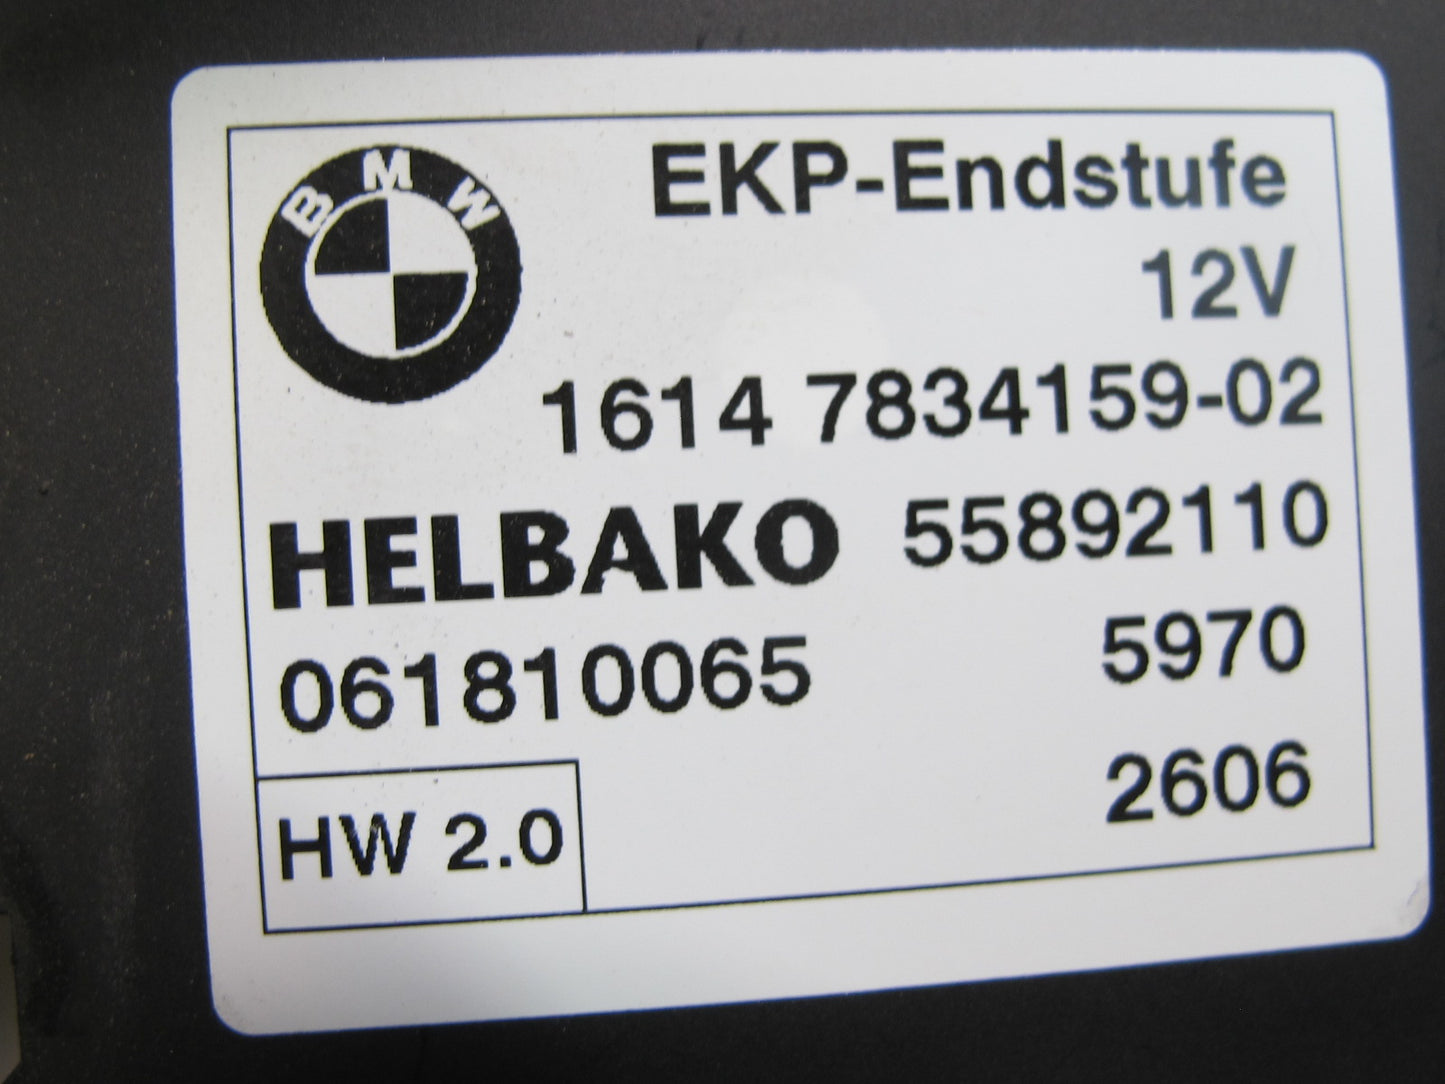 BMW
EKP-Endstufe
12V
1614 7834159-02
HELBAKO 55892110
061810065 5970
2606
HW 2.0